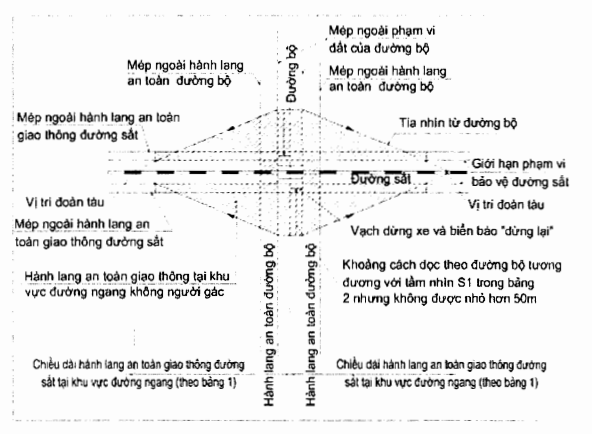 Mép ngoài phạm vi
đất của đường bộ
Mép ngoài hành lang
an toàn đường bộ
Đường bộ
Mép ngoài hành lang
an toàn đường bộ
Mép ngoài hành lang an toàn
giao thông đường sắt
Tia nhìn từ đường bộ
Giới hạn phạm vi
bảo vệ đường sắt
Đường sắt
Vị trí đoàn tàu
Vị trí đoàn tàu
Mép ngoài hành lang an
toàn giao thông đường sắt
Vạch dừng xe và biển báo "dừng lại"
Hành lang an toàn giao thông tại khu
vực đường ngang không người gác
Khoảng cách dọc theo đường bộ tương
đương với tầm nhìn S1 trong bảng
2 nhưng không được nhỏ hơn 50m
Hành lang an toàn đường bộ
Hành lang an toàn đường bộ
Chiều dài hành lang an toàn giao thông đường
sắt tại khu vực đường ngang (theo bảng 1)
Chiều dài hành lang an toàn giao thông đường
sắt tại khu vực đường ngang (theo bảng 1)